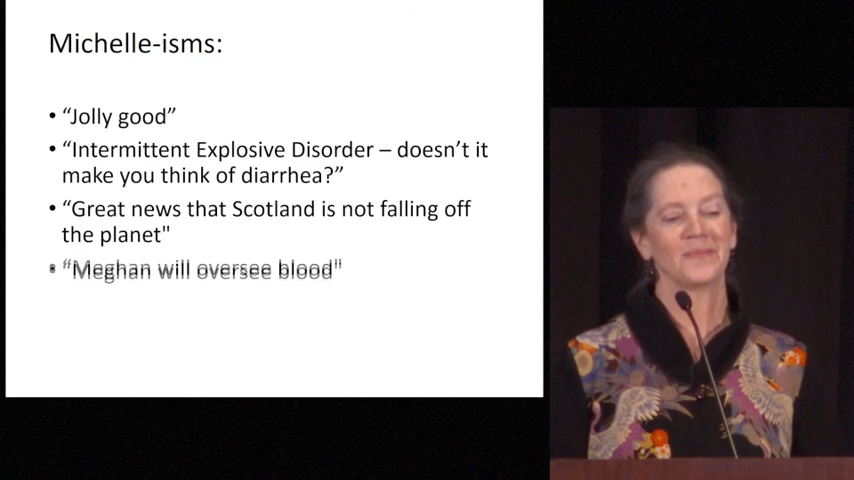 Michelle-isms:
• “Jolly good”
• “Intermittent Explosive Disorder – doesn’t it
make you think of diarrhea?”
• “Great news that Scotland is not falling off
the planet"
• “Meghan will oversee blood"